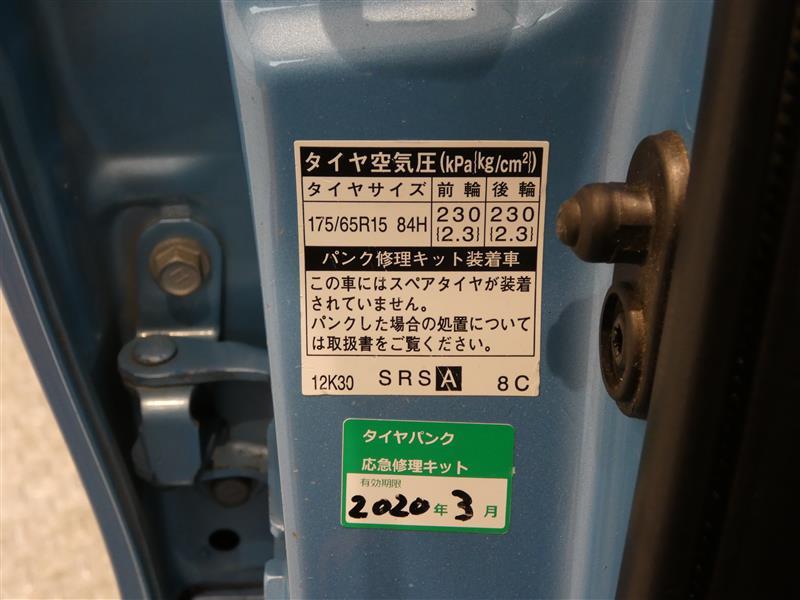 タイヤ空気圧(kPa{kg/cm²})
タイヤサイズ 前輪 後輪
175/65R15 84H 230{2.3} 230{2.3}
パンク修理キット装着車
この車にはスペアタイヤが装着
されていません。
パンクした場合の処置について
は取扱書をご覧ください。
12K30 SRSA 8C
タイヤパンク
応急修理キット
有効期限
2020年3月